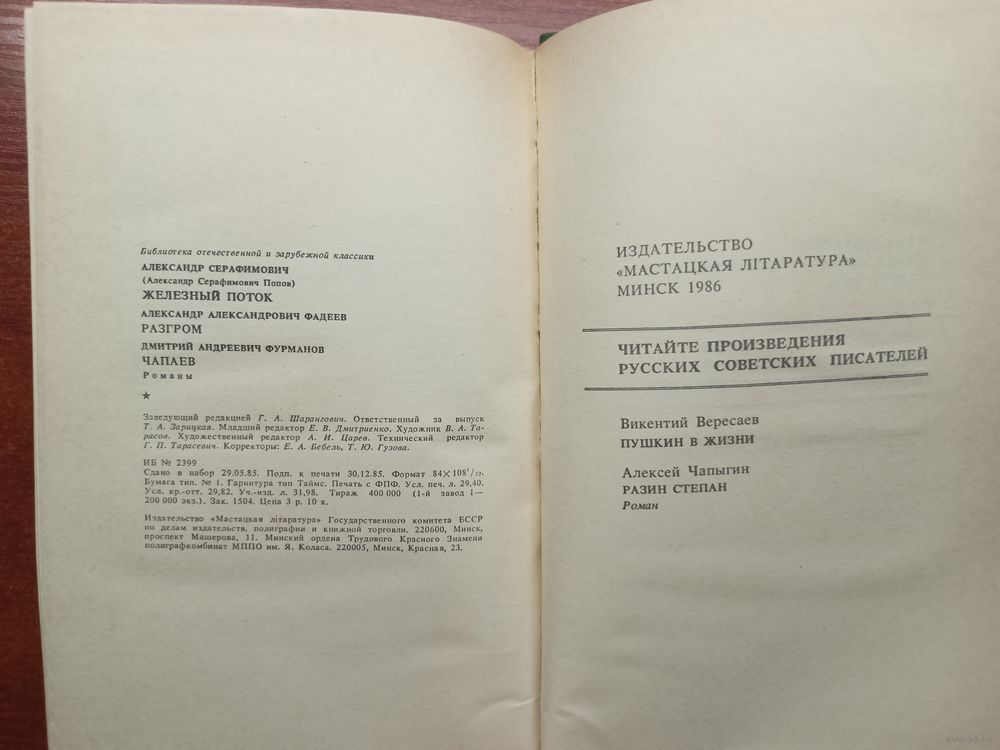 Библиотека отечественной и зарубежной классики
АЛЕКСАНДР СЕРАФИМОВИЧ
(Александр Серафимович Попов)
ЖЕЛЕЗНЫЙ ПОТОК
АЛЕКСАНДР АЛЕКСАНДРОВИЧ ФАДЕЕВ
РАЗГРОМ
ДМИТРИЙ АНДРЕЕВИЧ ФУРМАНОВ
ЧАПАЕВ
Романы
★
Заведующий редакцией Г. А. Шарангович. Ответственный за выпуск
Т. А. Зарицкая. Младший редактор Е. В. Дмитриенко. Художник В. А. Та-
расов. Художественный редактор А. И. Царев. Технический редактор
Г. П. Тарасевич. Корректоры: Е. А. Бебель, Т. Ю. Гузова.
ИБ № 2399
Сдано в набор 29.05.85. Подп. к печати 30.12.85. Формат 84×108¹/₃₂.
Бумага тип. № 1. Гарнитура тип Таймс. Печать с ФПФ. Усл. печ. л. 29,40.
Усл. кр.-отт. 29,82. Уч.-изд. л. 31,98. Тираж 400 000 (1-й завод 1—
200 000 экз.). Зак. 1504. Цена 3 р. 10 к.
Издательство «Мастацкая літаратура» Государственного комитета БССР
по делам издательств, полиграфии и книжной торговли. 220600, Минск,
проспект Машерова, 11. Минский ордена Трудового Красного Знамени
полиграфкомбинат МППО им. Я. Коласа. 220005, Минск, Красная, 23.
ИЗДАТЕЛЬСТВО
«МАСТАЦКАЯ ЛІТАРАТУРА»
МИНСК 1986
ЧИТАЙТЕ ПРОИЗВЕДЕНИЯ
РУССКИХ СОВЕТСКИХ ПИСАТЕЛЕЙ
Викентий Вересаев
ПУШКИН В ЖИЗНИ
Алексей Чапыгин
РАЗИН СТЕПАН
Роман